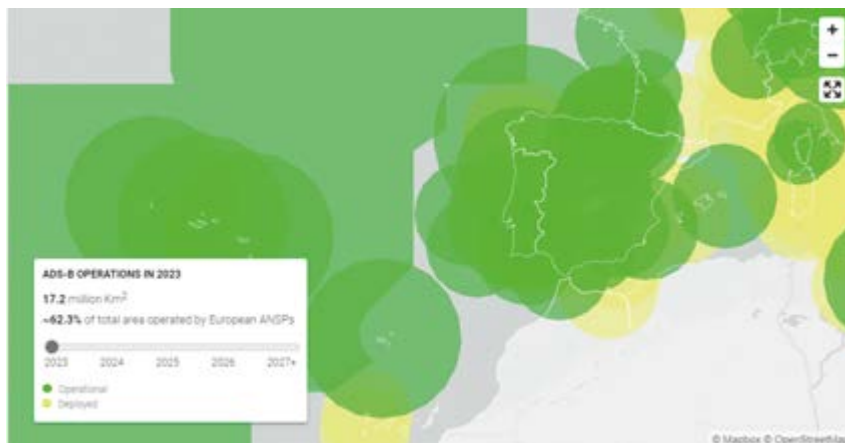 +
−
ADS-B OPERATIONS IN 2023
17.2 million Km²
~62.3% of total area operated by European ANSPs
2023 2024 2025 2026 2027+
Operational
Deployed
© Mapbox © OpenStreetMap